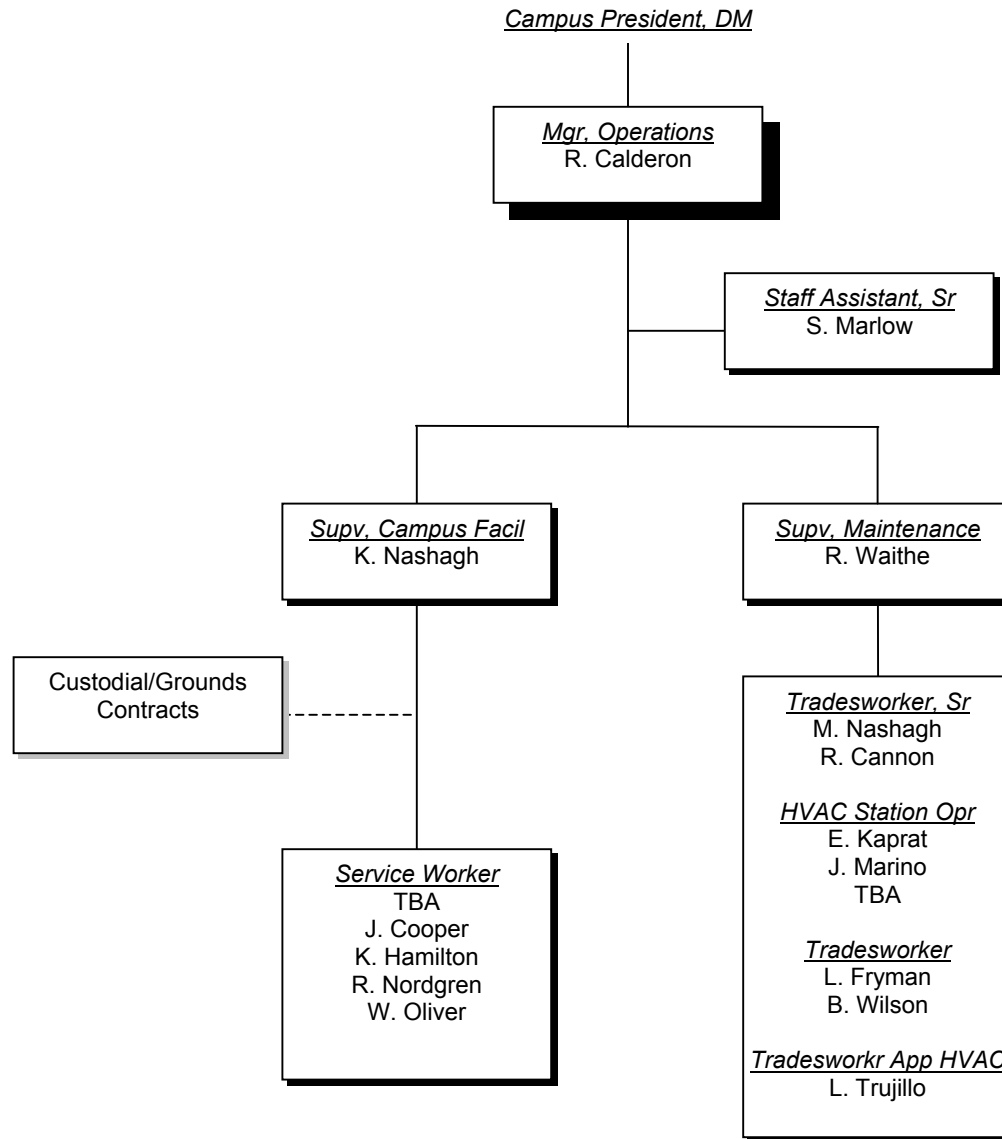 Campus President, DM
Mgr, Operations
R. Calderon
Staff Assistant, Sr
S. Marlow
Supv, Campus Facil
K. Nashagh
Supv, Maintenance
R. Waithe
Custodial/Grounds
Contracts
Service Worker
TBA
J. Cooper
K. Hamilton
R. Nordgren
W. Oliver
Tradesworker, Sr
M. Nashagh
R. Cannon
HVAC Station Opr
E. Kaprat
J. Marino
TBA
Tradesworker
L. Fryman
B. Wilson
Tradesworkr App HVAC
L. Trujillo